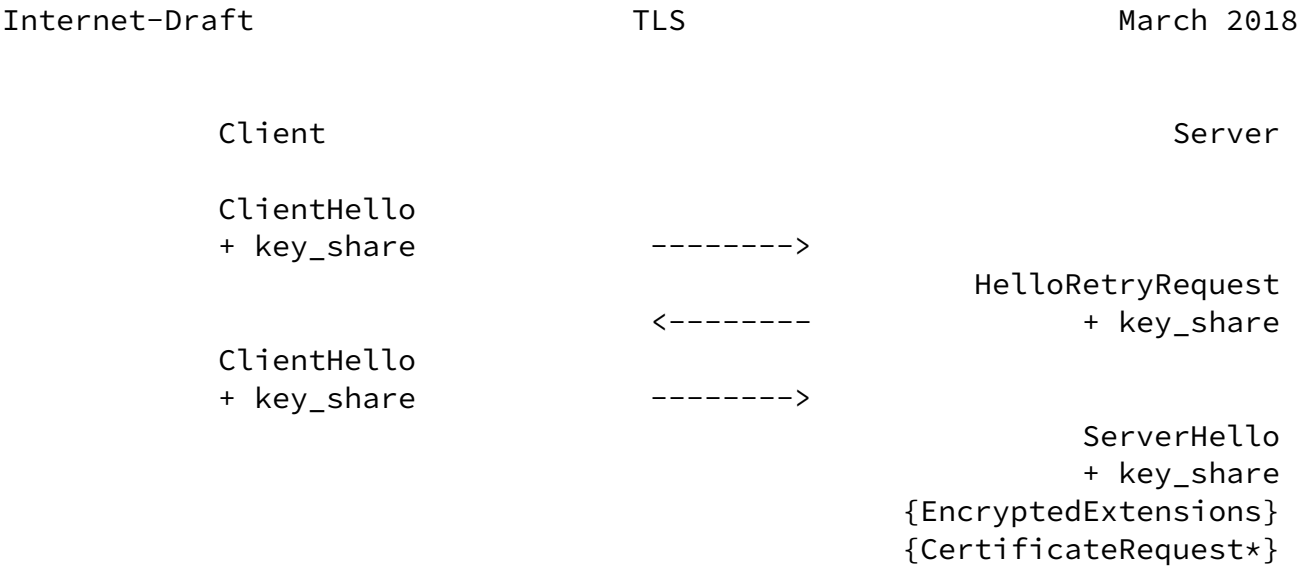 Internet-Draft                     TLS                        March 2018
Client                                               Server
ClientHello
+ key_share             -------->
HelloRetryRequest
<--------               + key_share
ClientHello
+ key_share             -------->
ServerHello
+ key_share
{EncryptedExtensions}
{CertificateRequest*}